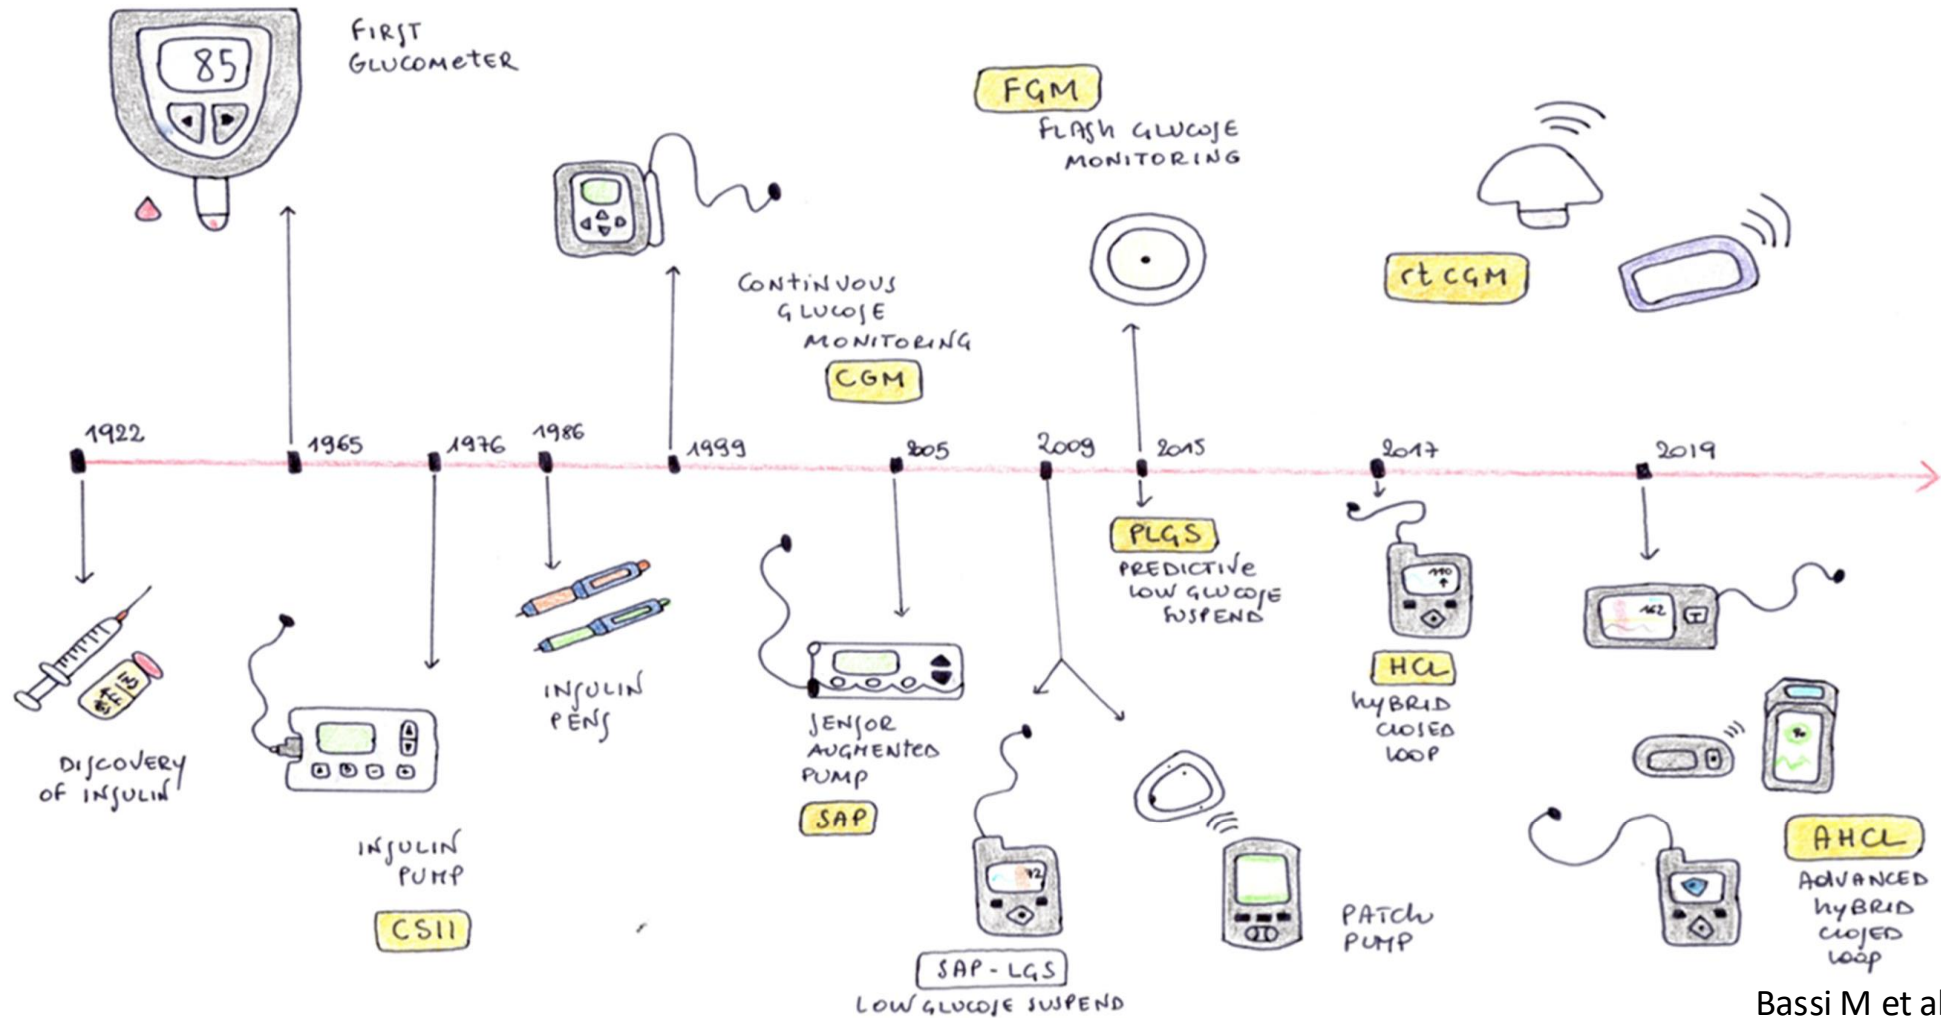 85
FIRST
GLUCOMETER
FGM
FLASH GLUCOSE
MONITORING
CONTINUOUS
GLUCOSE
MONITORING
CGM
rt CGM
1922
1965
1976
1986
1999
2005
2009
2015
2017
2019
DISCOVERY
OF INSULIN
INSULIN
PUMP
CSII
INSULIN
PENS
SENSOR
AUGMENTED
PUMP
SAP
72
SAP-LGS
LOW GLUCOSE SUSPEND
PATCH
PUMP
PLGS
PREDICTIVE
LOW GLUCOSE
SUSPEND
110
HCL
HYBRID
CLOSED
LOOP
162
T
AHCL
ADVANCED
HYBRID
CLOSED
LOOP
Bassi M et al